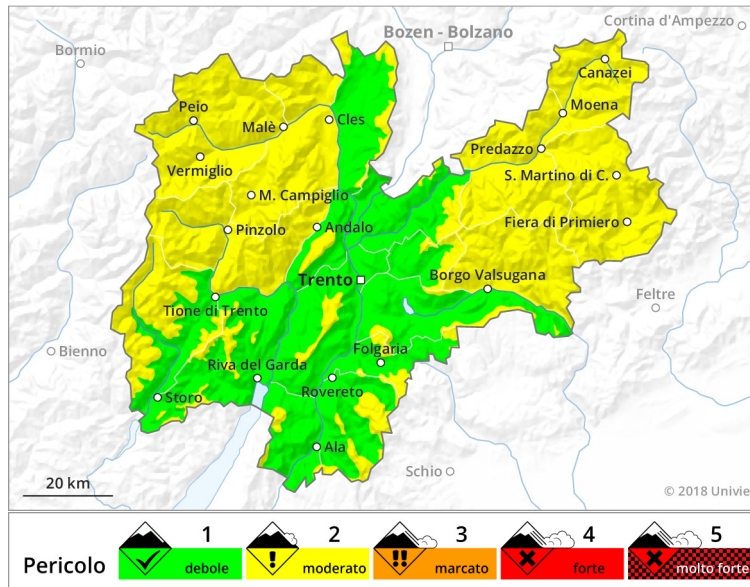 Cortina d'Ampezzo
Bozen - Bolzano
Bormio
Canazei
Peio
Moena
Malè
Cles
Predazzo
Vermiglio
S. Martino di C.
M. Campiglio
Fiera di Primiero
Pinzolo
Andalo
Trento
Borgo Valsugana
Feltre
Tione di Trento
Bienno
Folgaria
Riva del Garda
Rovereto
Storo
Ala
Schio
20 km
© 2018 Univie
Pericolo
1
debole
2
moderato
3
marcato
4
forte
5
molto forte